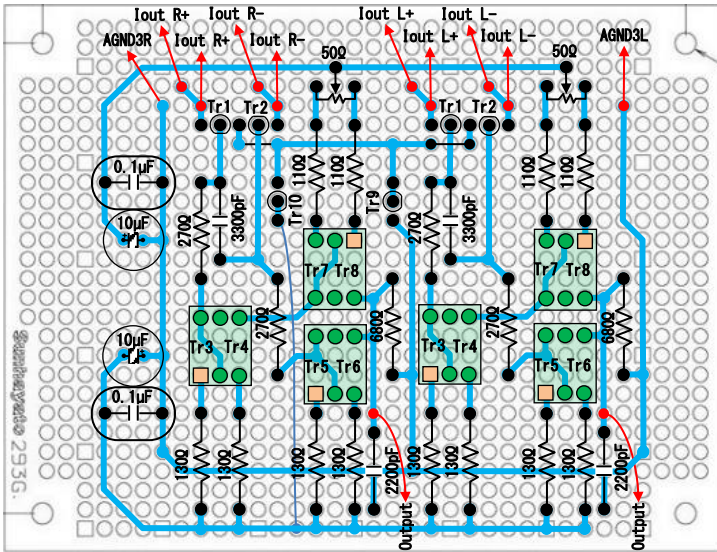 Iout R+ Iout R- Iout L+ Iout L-
AGND3R Iout R+ Iout R- Iout L+ Iout L- AGND3L
50Ω 50Ω
Tr1 Tr2 Tr1 Tr2
0.1μF 110Ω 110Ω 110Ω 110Ω
10μF 270Ω 3300pF Tr10 Tr9 270Ω 3300pF
Tr7 Tr8 Tr7 Tr8
270Ω 680Ω 270Ω 680Ω
10μF Tr3 Tr4 Tr5 Tr6 Tr3 Tr4 Tr5 Tr6
0.1μF
130Ω 130Ω 130Ω 130Ω 2200pF 130Ω 130Ω 130Ω 130Ω 2200pF
Output Output
Sunhayato 2936.